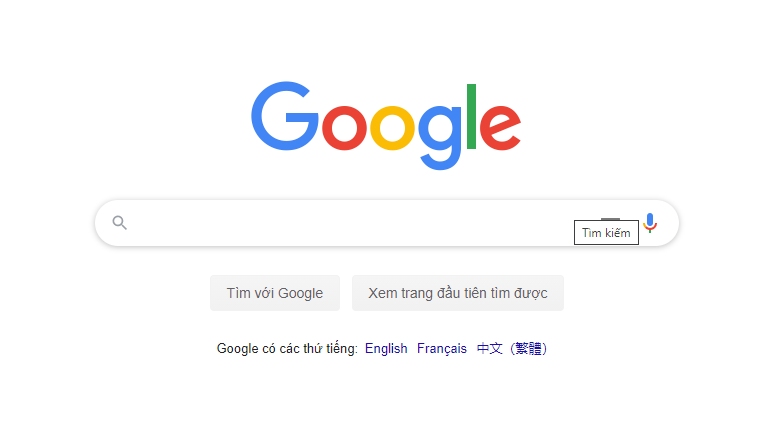 Google
Tìm kiếm
Tìm với Google
Xem trang đầu tiên tìm được
Google có các thứ tiếng: English Français 中文（繁體）